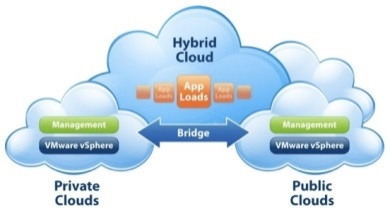 Hybrid
Cloud
App
Loads
App
Loads
App
Loads
Management
VMware vSphere
Bridge
Management
VMware vSphere
Private
Clouds
Public
Clouds